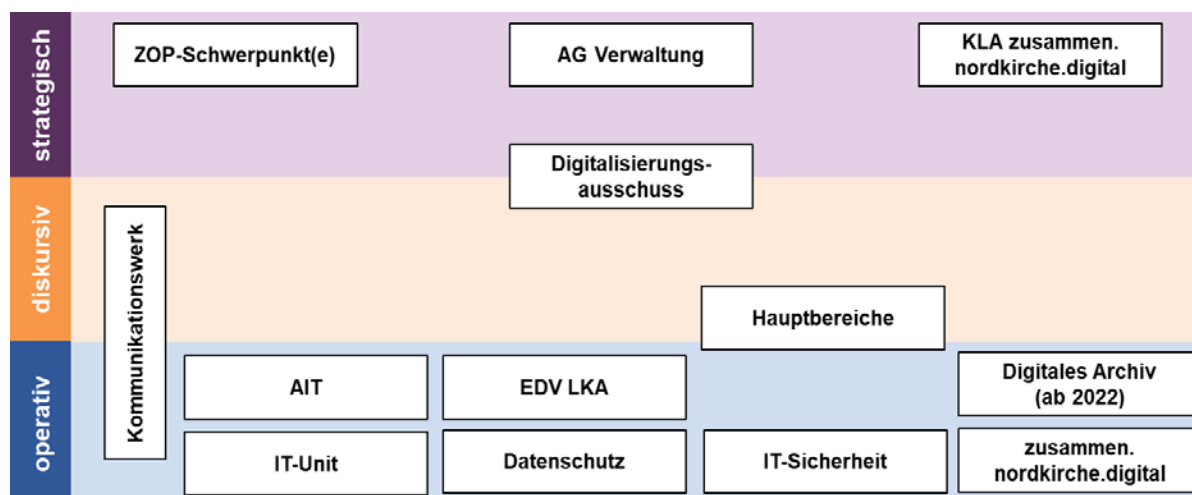 strategisch
ZOP-Schwerpunkt(e)
AG Verwaltung
KLA zusammen.
nordkirche.digital
Digitalisierungs-
ausschuss
diskursiv
Kommunikationswerk
Hauptbereiche
operativ
AIT
EDV LKA
Digitales Archiv
(ab 2022)
IT-Unit
Datenschutz
IT-Sicherheit
zusammen.
nordkirche.digital